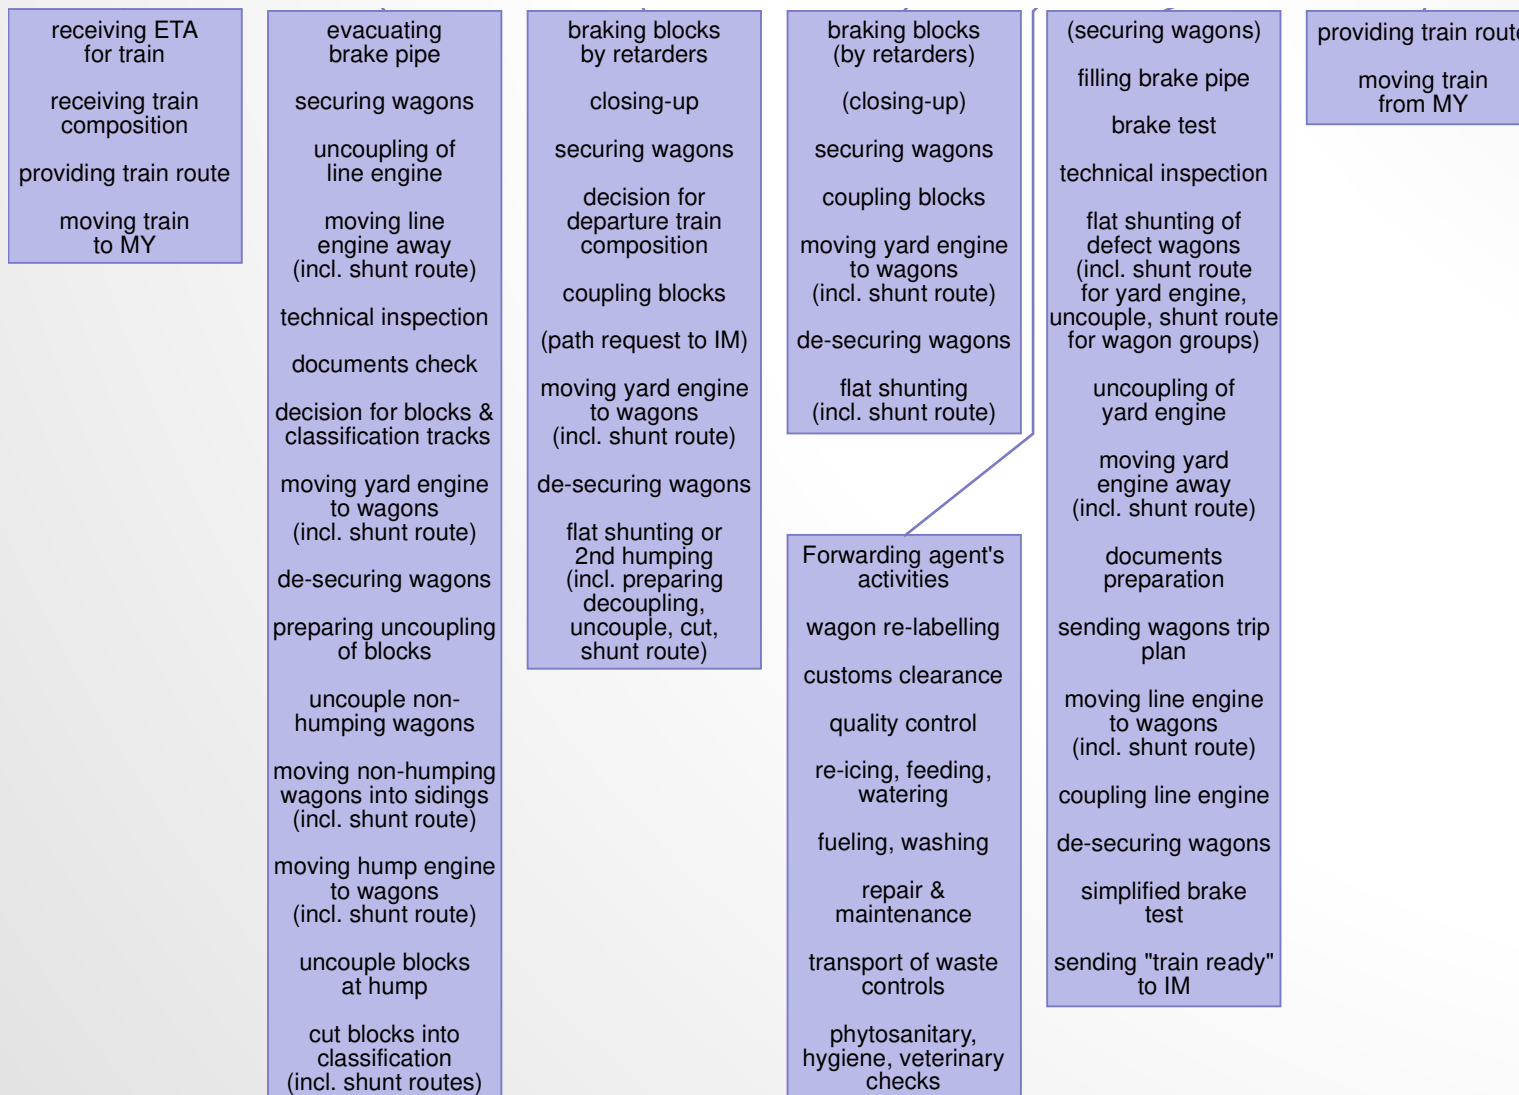 receiving ETA
for train
receiving train
composition
providing train route
moving train
to MY
evacuating
brake pipe
securing wagons
uncoupling of
line engine
moving line
engine away
(incl. shunt route)
technical inspection
documents check
decision for blocks &
classification tracks
moving yard engine
to wagons
(incl. shunt route)
de-securing wagons
preparing uncoupling
of blocks
uncouple non-
humping wagons
moving non-humping
wagons into sidings
(incl. shunt route)
moving hump engine
to wagons
(incl. shunt route)
uncouple blocks
at hump
cut blocks into
classification
(incl. shunt routes)
braking blocks
by retarders
closing-up
securing wagons
decision for
departure train
composition
coupling blocks
(path request to IM)
moving yard engine
to wagons
(incl. shunt route)
de-securing wagons
flat shunting or
2nd humping
(incl. preparing
decoupling,
uncouple, cut,
shunt route)
braking blocks
(by retarders)
(closing-up)
securing wagons
coupling blocks
moving yard engine
to wagons
(incl. shunt route)
de-securing wagons
flat shunting
(incl. shunt route)
Forwarding agent's
activities
wagon re-labelling
customs clearance
quality control
re-icing, feeding,
watering
fueling, washing
repair &
maintenance
transport of waste
controls
phytosanitary,
hygiene, veterinary
checks
(securing wagons)
filling brake pipe
brake test
technical inspection
flat shunting of
defect wagons
(incl. shunt route
for yard engine,
uncouple, shunt route
for wagon groups)
uncoupling of
yard engine
moving yard
engine away
(incl. shunt route)
documents
preparation
sending wagons trip
plan
moving line engine
to wagons
(incl. shunt route)
coupling line engine
de-securing wagons
simplified brake
test
sending "train ready"
to IM
providing train route
moving train
from MY